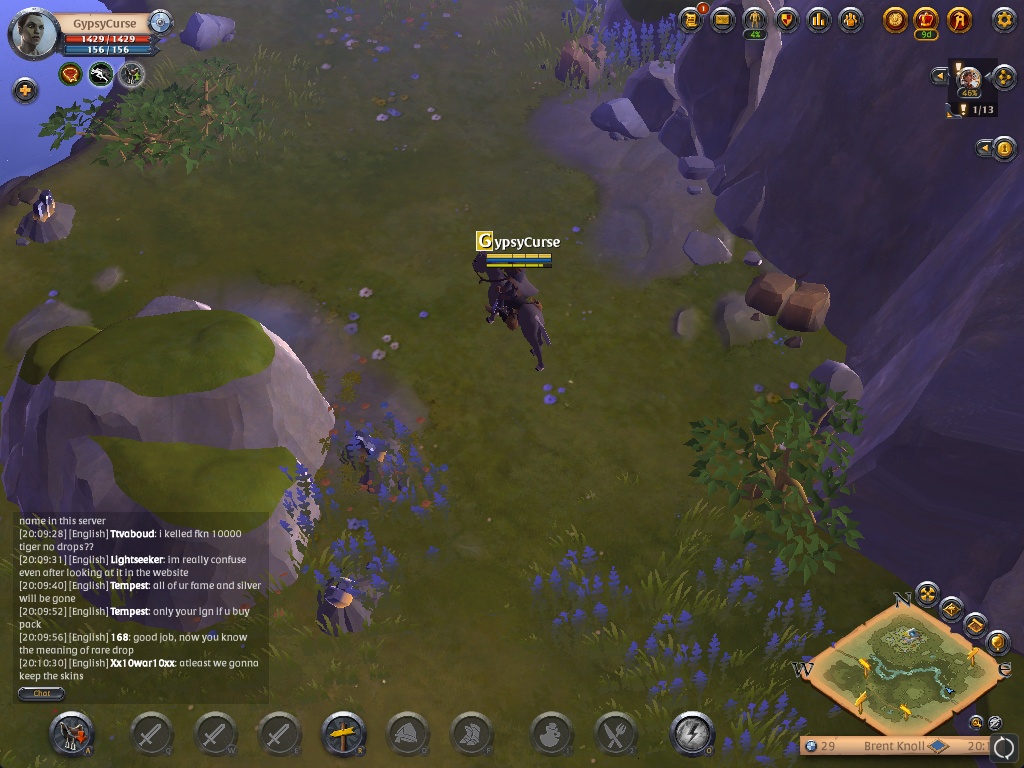 GypsyCurse
1429 / 1429
156 / 156
1
4%
9d
46%
1/13
1
GypsyCurse
name in this server
[20:09:28] [English] Ttvaboud: i kelled fkn 10000
tiger no drops??
[20:09:31] [English] Lightseeker: im really confuse
even after looking at it in the website
[20:09:40] [English] Tempest: all of ur fame and silver
will be gone
[20:09:52] [English] Tempest: only your ign if u buy
pack
[20:09:56] [English] 168: good job, now you know
the meaning of rare drop
[20:10:30] [English] Xx10war10xx: atleast we gonna
keep the skins
Chat
N
W
E
A
Q
W
E
R
D
F
29
Brent Knoll